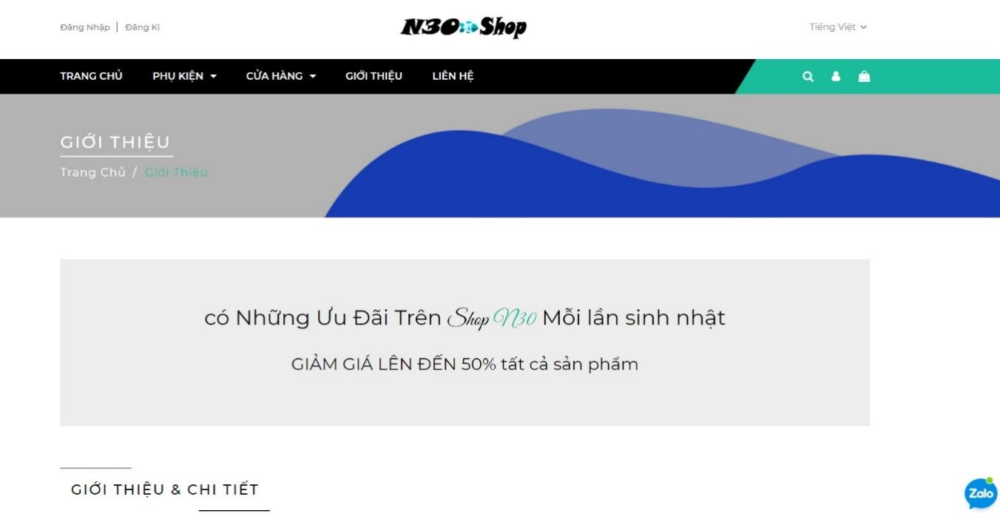 Đăng Nhập | Đăng Kí
N30 Shop
Tiếng Việt
TRANG CHỦ PHỤ KIỆN CỬA HÀNG GIỚI THIỆU LIÊN HỆ
GIỚI THIỆU
Trang Chủ / Giới Thiệu
có Những Ưu Đãi Trên Shop N30 Mỗi lần sinh nhật
GIẢM GIÁ LÊN ĐẾN 50% tất cả sản phẩm
GIỚI THIỆU & CHI TIẾT
Zalo